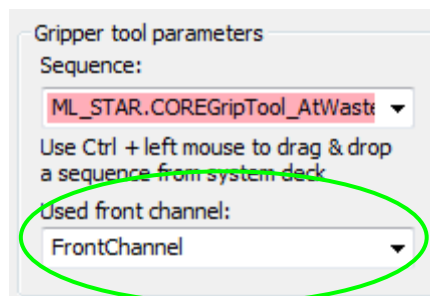 Gripper tool parameters
Sequence:
ML_STAR.COREGripTool_AtWaste
Use Ctrl + left mouse to drag & drop
a sequence from system deck
Used front channel:
FrontChannel